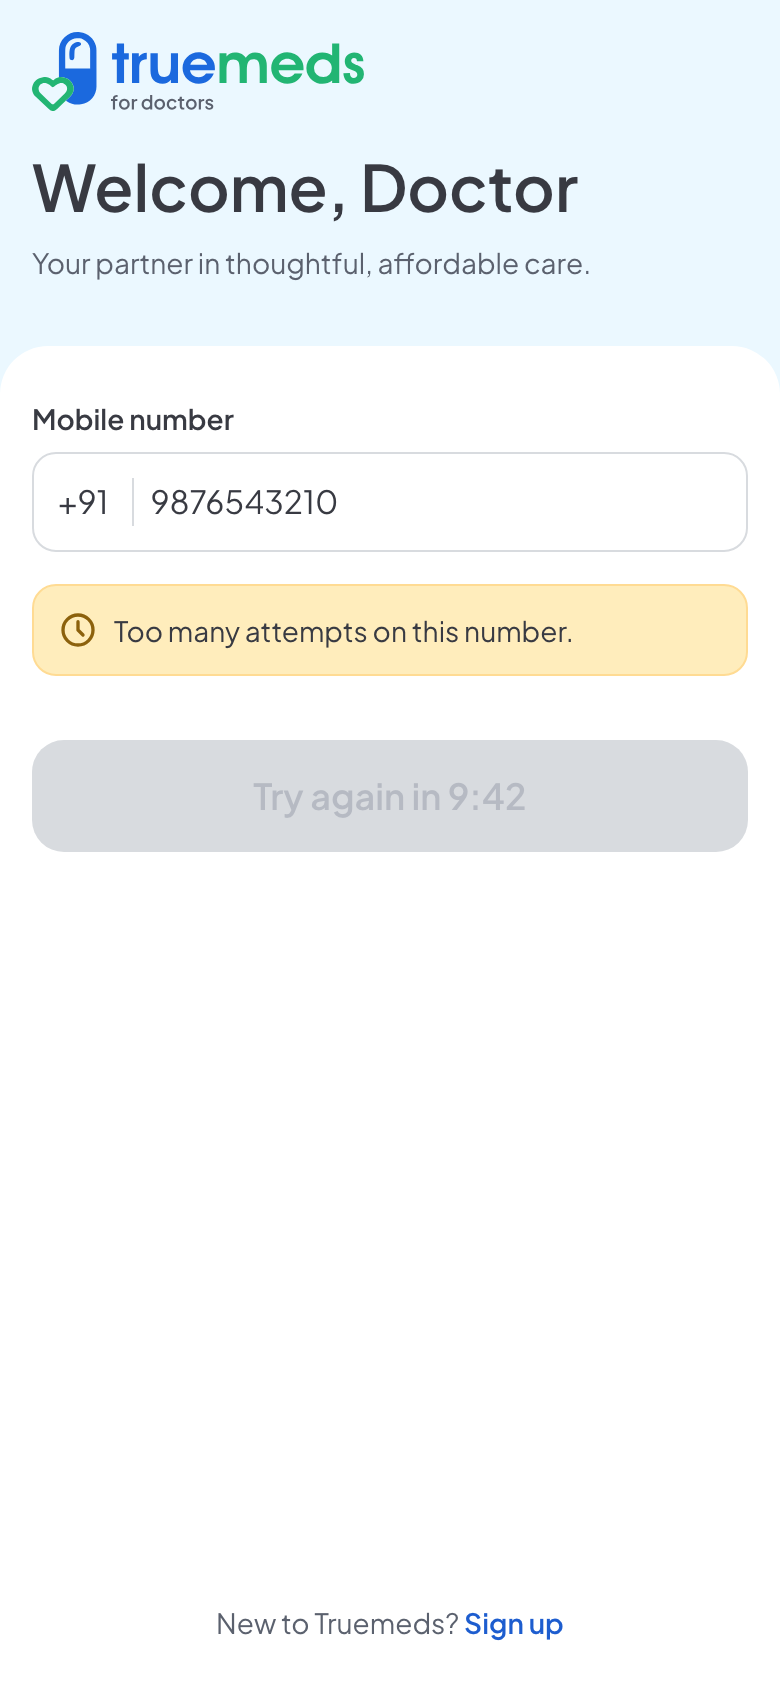 truemeds
for doctors
Welcome, Doctor
Your partner in thoughtful, affordable care.
Mobile number
+91 9876543210
Too many attempts on this number.
Try again in 9:42
New to Truemeds? Sign up